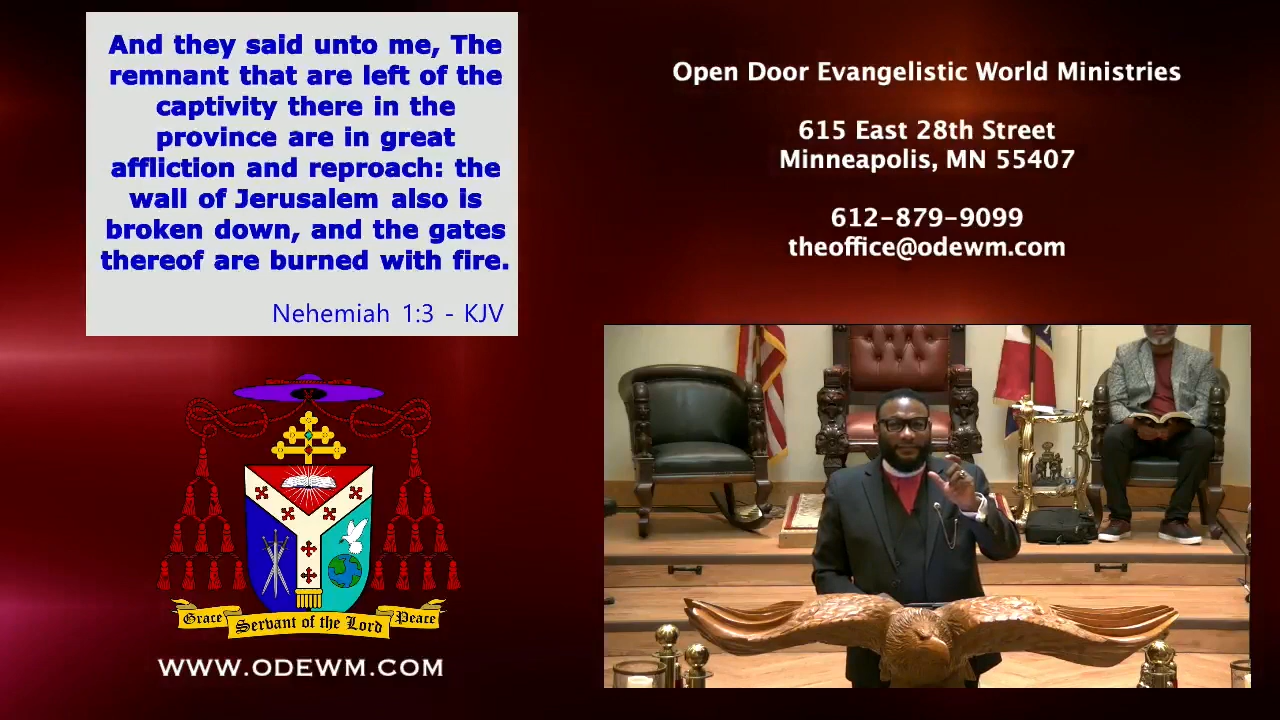 And they said unto me, The
remnant that are left of the
captivity there in the
province are in great
affliction and reproach: the
wall of Jerusalem also is
broken down, and the gates
thereof are burned with fire.
Nehemiah 1:3 - KJV
Open Door Evangelistic World Ministries
615 East 28th Street
Minneapolis, MN 55407
612-879-9099
theoffice@odewm.com
Grace
Servant of the Lord
Peace
WWW.ODEWM.COM